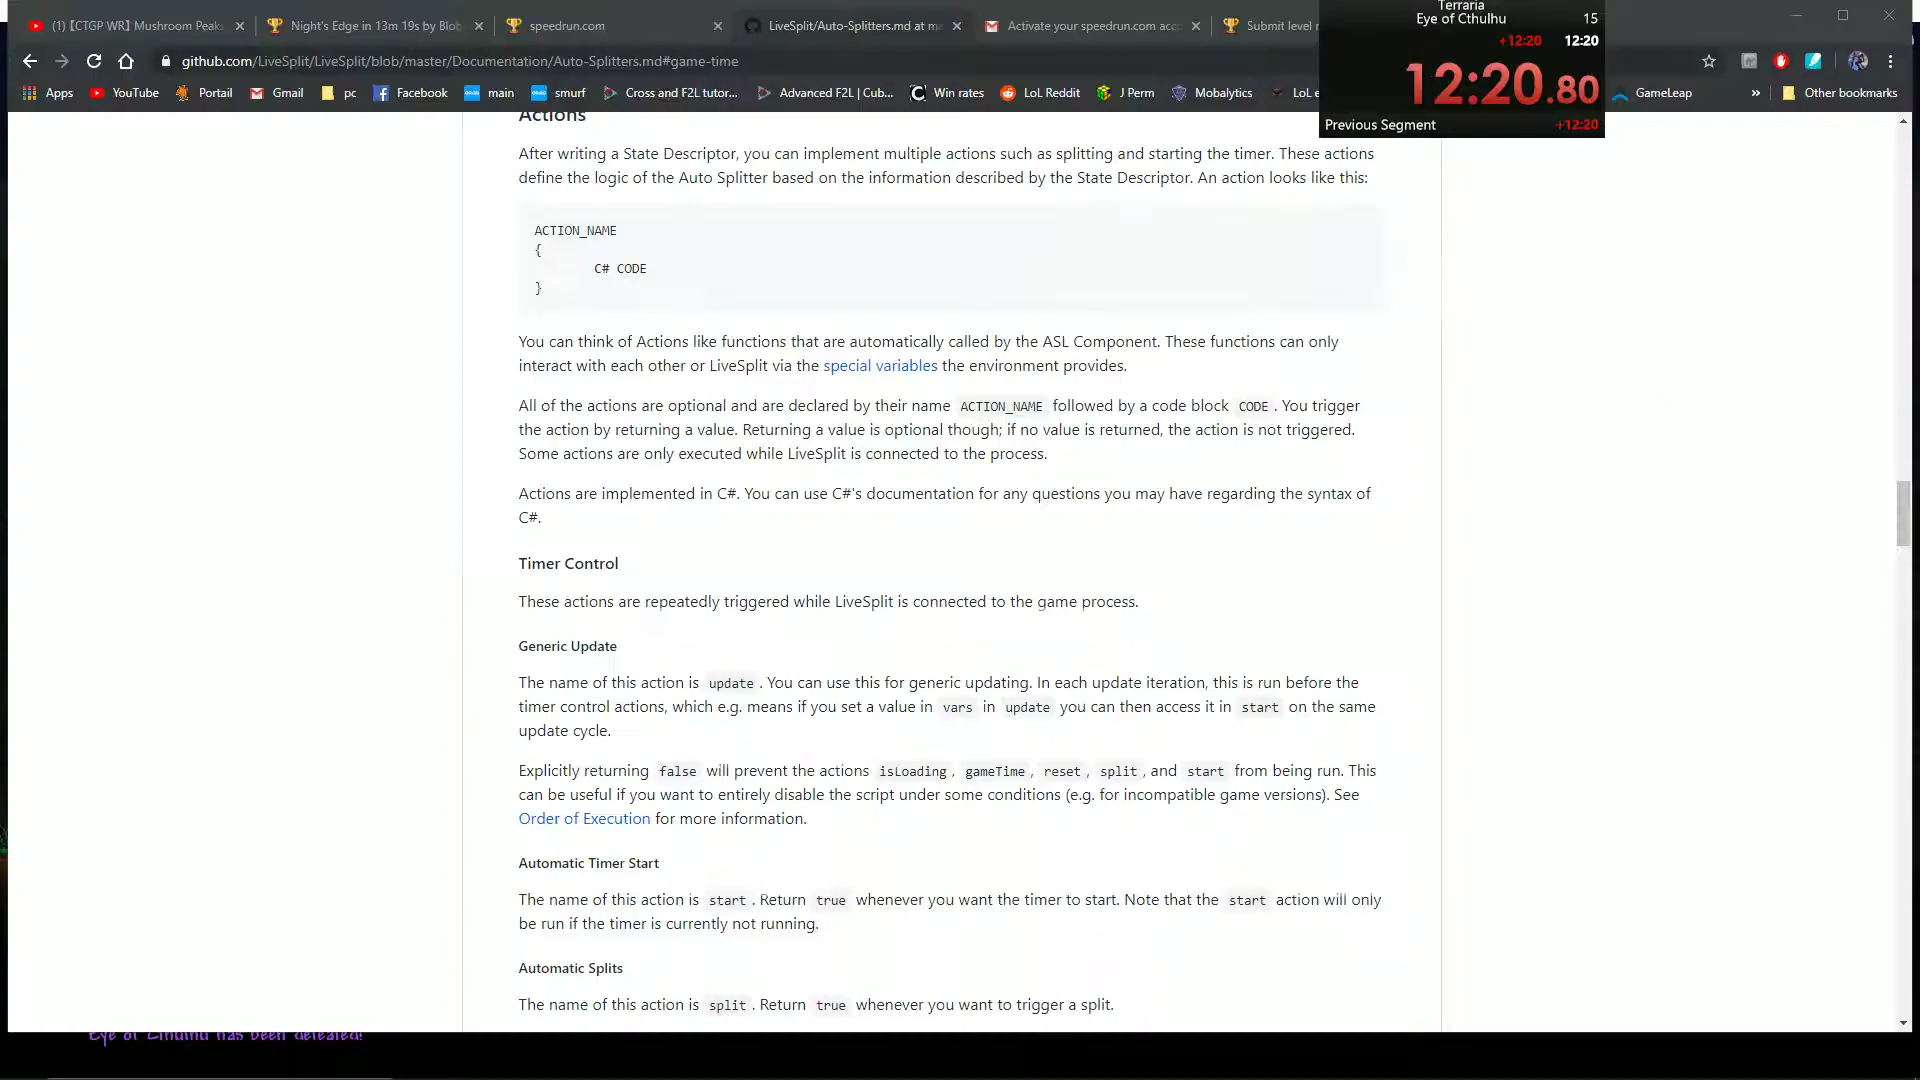 (1) [CTGP WR] Mushroom Peaks
Night's Edge in 13m 19s by Blob
speedrun.com
LiveSplit/Auto-Splitters.md at ma
Activate your speedrun.com acco
Submit level r
Terraria
Eye of Cthulhu 15
+12:20 12:20
12:20.80
Previous Segment +12:20
github.com/LiveSplit/LiveSplit/blob/master/Documentation/Auto-Splitters.md#game-time
Apps YouTube Portail Gmail pc Facebook main smurf Cross and F2L tutor... Advanced F2L | Cub... Win rates LoL Reddit J Perm Mobalytics LoL GameLeap » Other bookmarks
Actions
After writing a State Descriptor, you can implement multiple actions such as splitting and starting the timer. These actions
define the logic of the Auto Splitter based on the information described by the State Descriptor. An action looks like this:
ACTION_NAME
{
C# CODE
}
You can think of Actions like functions that are automatically called by the ASL Component. These functions can only
interact with each other or LiveSplit via the special variables the environment provides.
All of the actions are optional and are declared by their name ACTION_NAME followed by a code block CODE. You trigger
the action by returning a value. Returning a value is optional though; if no value is returned, the action is not triggered.
Some actions are only executed while LiveSplit is connected to the process.
Actions are implemented in C#. You can use C#'s documentation for any questions you may have regarding the syntax of
C#.
Timer Control
These actions are repeatedly triggered while LiveSplit is connected to the game process.
Generic Update
The name of this action is update. You can use this for generic updating. In each update iteration, this is run before the
timer control actions, which e.g. means if you set a value in vars in update you can then access it in start on the same
update cycle.
Explicitly returning false will prevent the actions isLoading, gameTime, reset, split, and start from being run. This
can be useful if you want to entirely disable the script under some conditions (e.g. for incompatible game versions). See
Order of Execution for more information.
Automatic Timer Start
The name of this action is start. Return true whenever you want the timer to start. Note that the start action will only
be run if the timer is currently not running.
Automatic Splits
The name of this action is split. Return true whenever you want to trigger a split.
Eye of Cthulhu has been defeated!